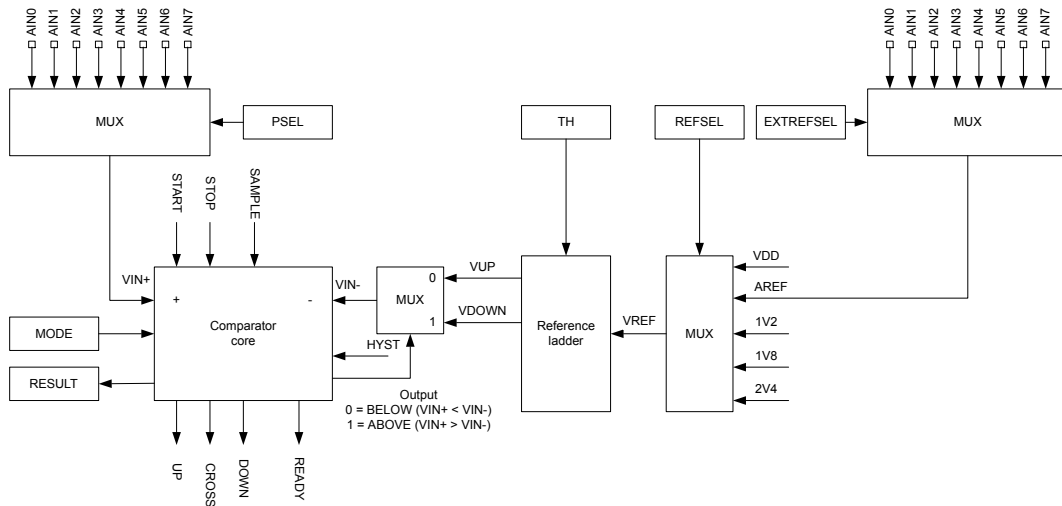 AIN0
AIN1
AIN2
AIN3
AIN4
AIN5
AIN6
AIN7
AIN0
AIN1
AIN2
AIN3
AIN4
AIN5
AIN6
AIN7
MUX
PSEL
TH
REFSEL
EXTREFSEL
MUX
START
STOP
SAMPLE
VIN+
+
-
VIN-
Comparator
core
MODE
RESULT
HYST
MUX
0
1
VUP
VDOWN
Reference
ladder
VREF
MUX
VDD
AREF
1V2
1V8
2V4
Output
0 = BELOW (VIN+ < VIN-)
1 = ABOVE (VIN+ > VIN-)
UP
CROSS
DOWN
READY